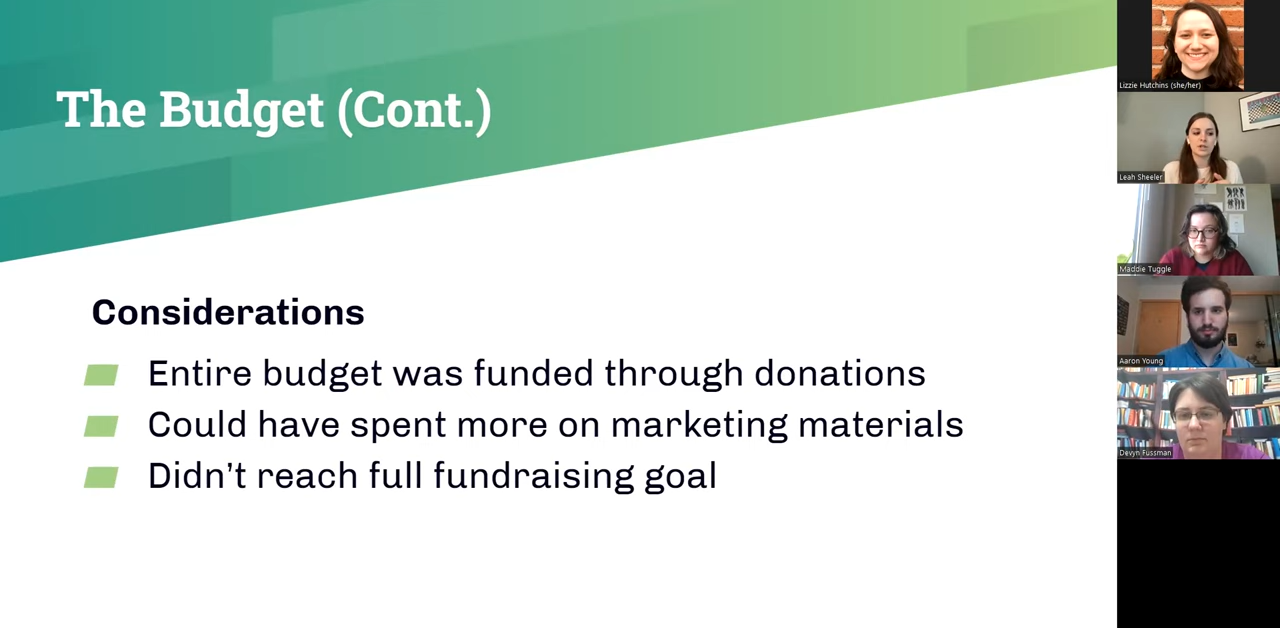 The Budget (Cont.)
Considerations
Entire budget was funded through donations
Could have spent more on marketing materials
Didn’t reach full fundraising goal
Lizzie Hutchins (she/her)
Leah Sheeler
Maddie Tuggle
Aaron Young
Devyn Fussman